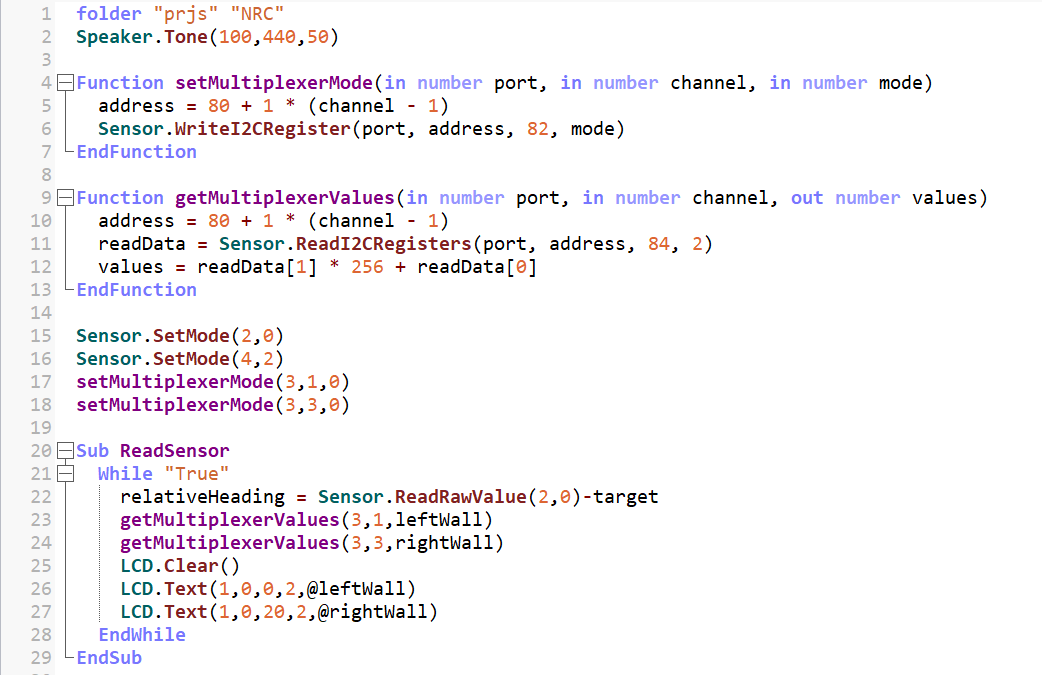 1 folder "prjs" "NRC"
2 Speaker.Tone(100,440,50)
3
4 Function setMultiplexerMode(in number port, in number channel, in number mode)
5 address = 80 + 1 * (channel - 1)
6 Sensor.WriteI2CRegister(port, address, 82, mode)
7 EndFunction
8
9 Function getMultiplexerValues(in number port, in number channel, out number values)
10 address = 80 + 1 * (channel - 1)
11 readData = Sensor.ReadI2CRegisters(port, address, 84, 2)
12 values = readData[1] * 256 + readData[0]
13 EndFunction
14
15 Sensor.SetMode(2,0)
16 Sensor.SetMode(4,2)
17 setMultiplexerMode(3,1,0)
18 setMultiplexerMode(3,3,0)
19
20 Sub ReadSensor
21 While "True"
22 relativeHeading = Sensor.ReadRawValue(2,0)-target
23 getMultiplexerValues(3,1,leftWall)
24 getMultiplexerValues(3,3,rightWall)
25 LCD.Clear()
26 LCD.Text(1,0,0,2,@leftWall)
27 LCD.Text(1,0,20,2,@rightWall)
28 EndWhile
29 EndSub